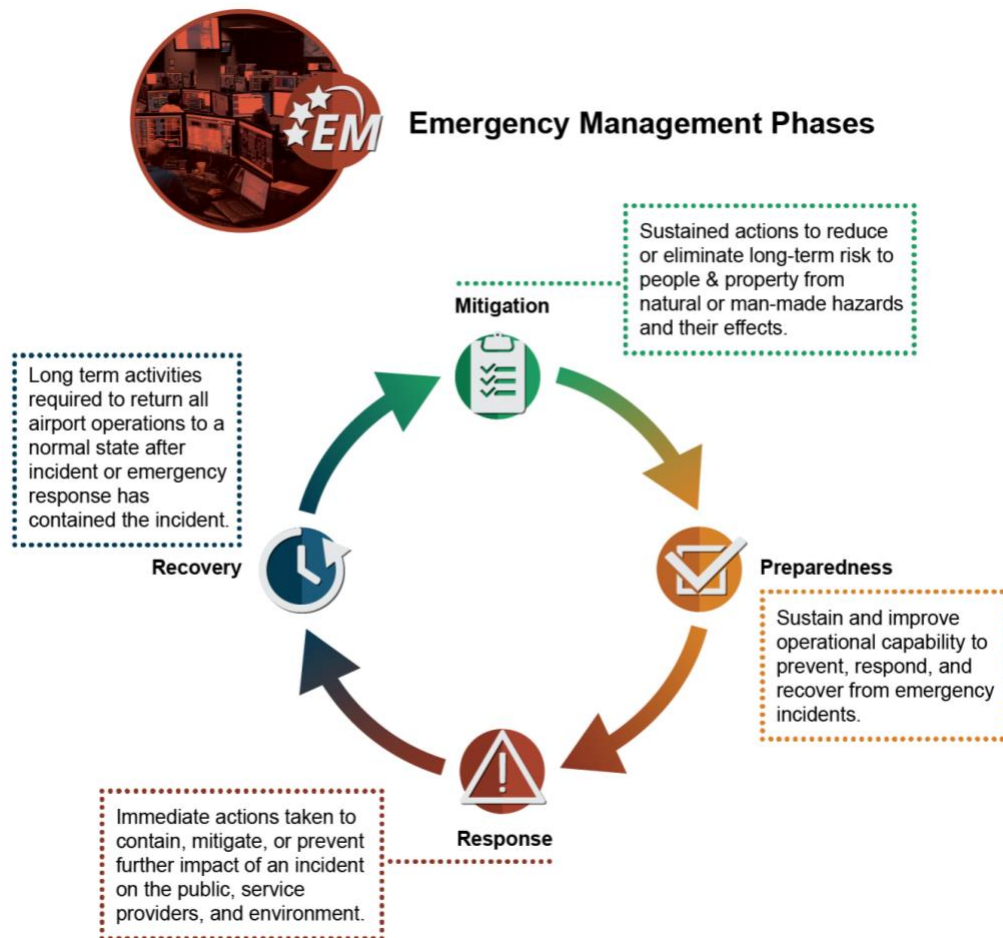 EM
Emergency Management Phases
Sustained actions to reduce
or eliminate long-term risk to
people & property from
natural or man-made hazards
and their effects.
Mitigation
Long term activities
required to return all
airport operations to a
normal state after
incident or emergency
response has
contained the incident.
Recovery
Preparedness
Sustain and improve
operational capability to
prevent, respond, and
recover from emergency
incidents.
Response
Immediate actions taken to
contain, mitigate, or prevent
further impact of an incident
on the public, service
providers, and environment.